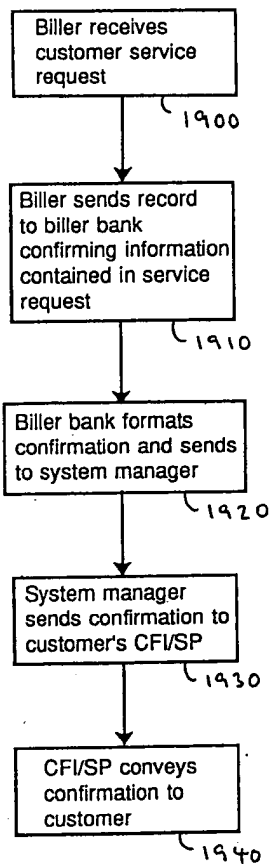 Biller receives
customer service
request
1900
Biller sends record
to biller bank
confirming information
contained in service
request
1910
Biller bank formats
confirmation and sends
to system manager
1920
System manager
sends confirmation to
customer's CFI/SP
1930
CFI/SP conveys
confirmation to
customer
1940